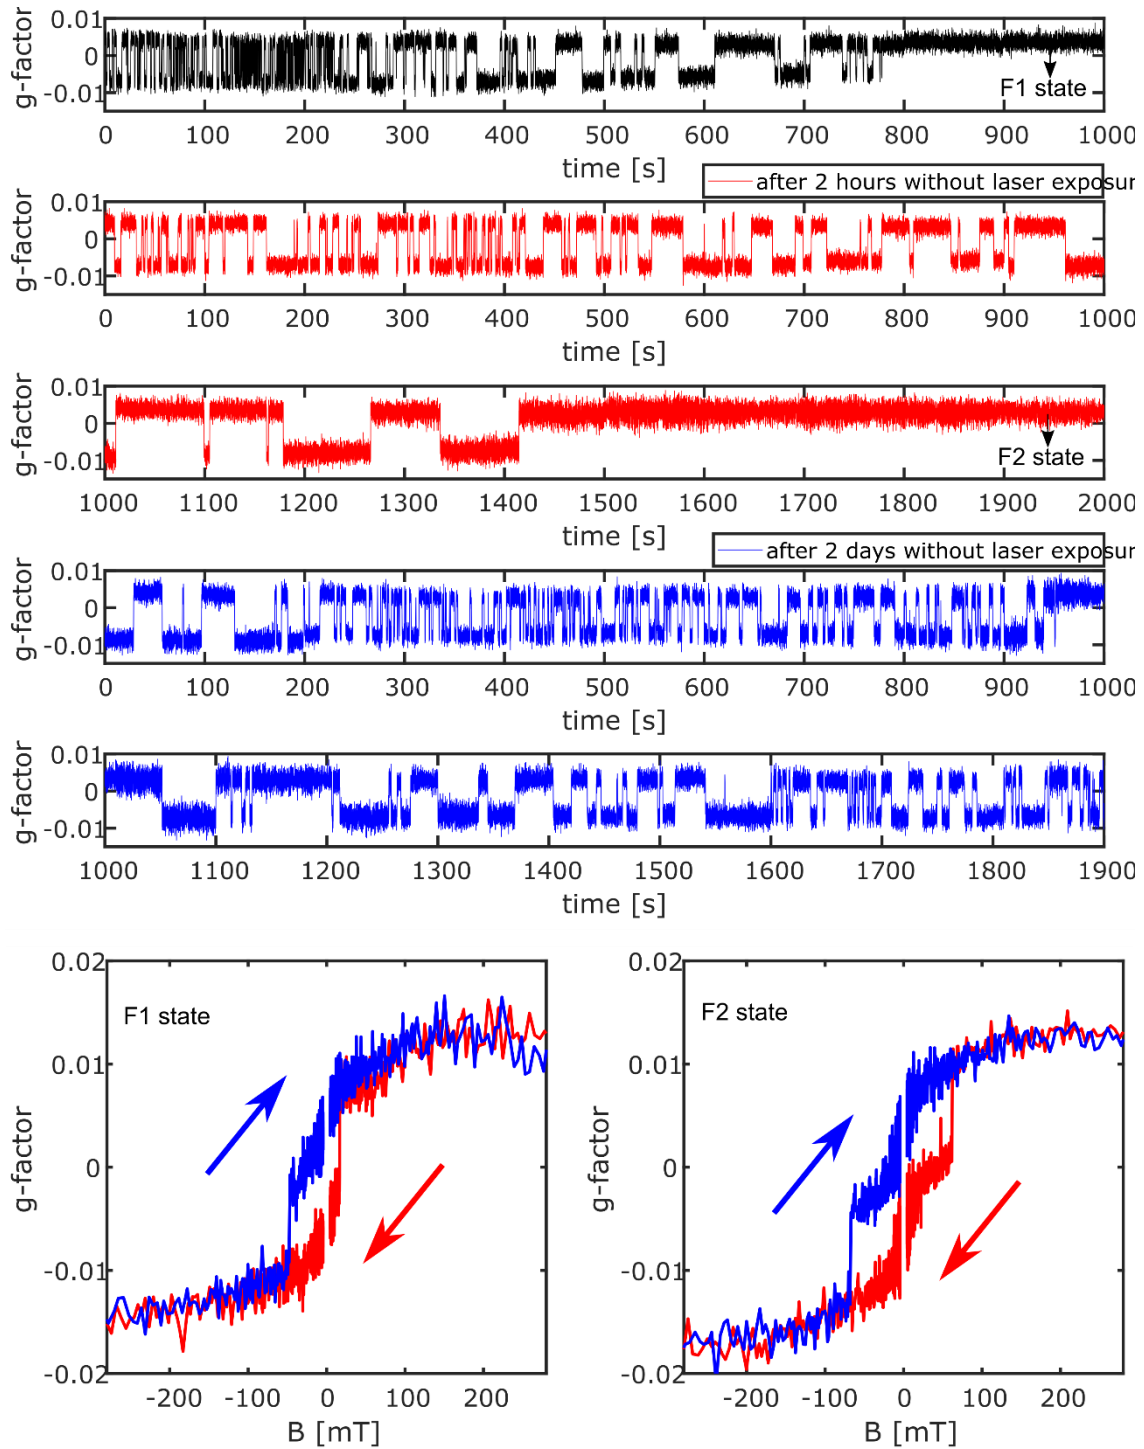 0.01
0
-0.01
g-factor
F1 state
0 100 200 300 400 500 600 700 800 900 1000
time [s]
after 2 hours without laser exposur
0.01
0
-0.01
g-factor
0 100 200 300 400 500 600 700 800 900 1000
time [s]
0.01
0
-0.01
g-factor
F2 state
1000 1100 1200 1300 1400 1500 1600 1700 1800 1900 2000
time [s]
after 2 days without laser exposur
0.01
0
-0.01
g-factor
0 100 200 300 400 500 600 700 800 900 1000
time [s]
0.01
0
-0.01
g-factor
1000 1100 1200 1300 1400 1500 1600 1700 1800 1900
time [s]
0.02
0.01
0
-0.01
-0.02
g-factor
F1 state
-200 -100 0 100 200
B [mT]
0.02
0.01
0
-0.01
-0.02
g-factor
F2 state
-200 -100 0 100 200
B [mT]